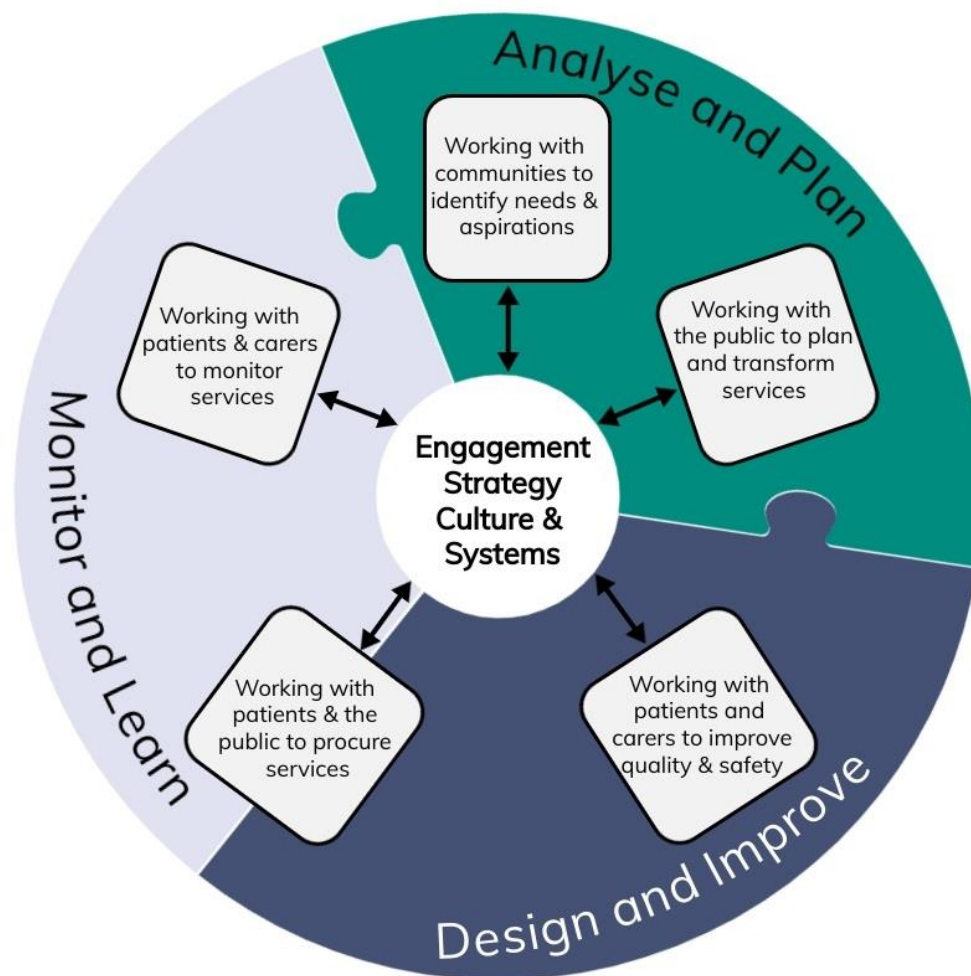 Analyse and Plan
Working with
communities to
identify needs &
aspirations
Working with
the public to plan
and transform
services
Working with
patients and
carers to improve
quality & safety
Design and Improve
Working with
patients & the
public to procure
services
Working with
patients & carers
to monitor
services
Monitor and Learn
Engagement
Strategy
Culture &
Systems